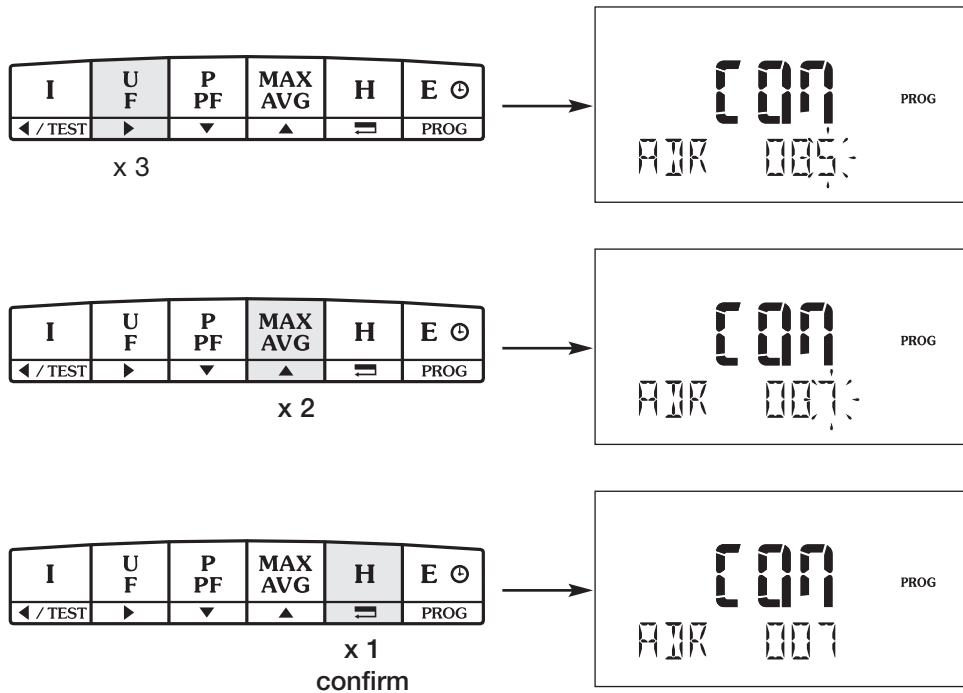 I
U
F
P
PF
MAX
AVG
H
E
/ TEST
PROG
x 3
COM
PROG
ADR 005
I
U
F
P
PF
MAX
AVG
H
E
/ TEST
PROG
x 2
COM
PROG
ADR 007
I
U
F
P
PF
MAX
AVG
H
E
/ TEST
PROG
x 1
confirm
COM
PROG
ADR 007